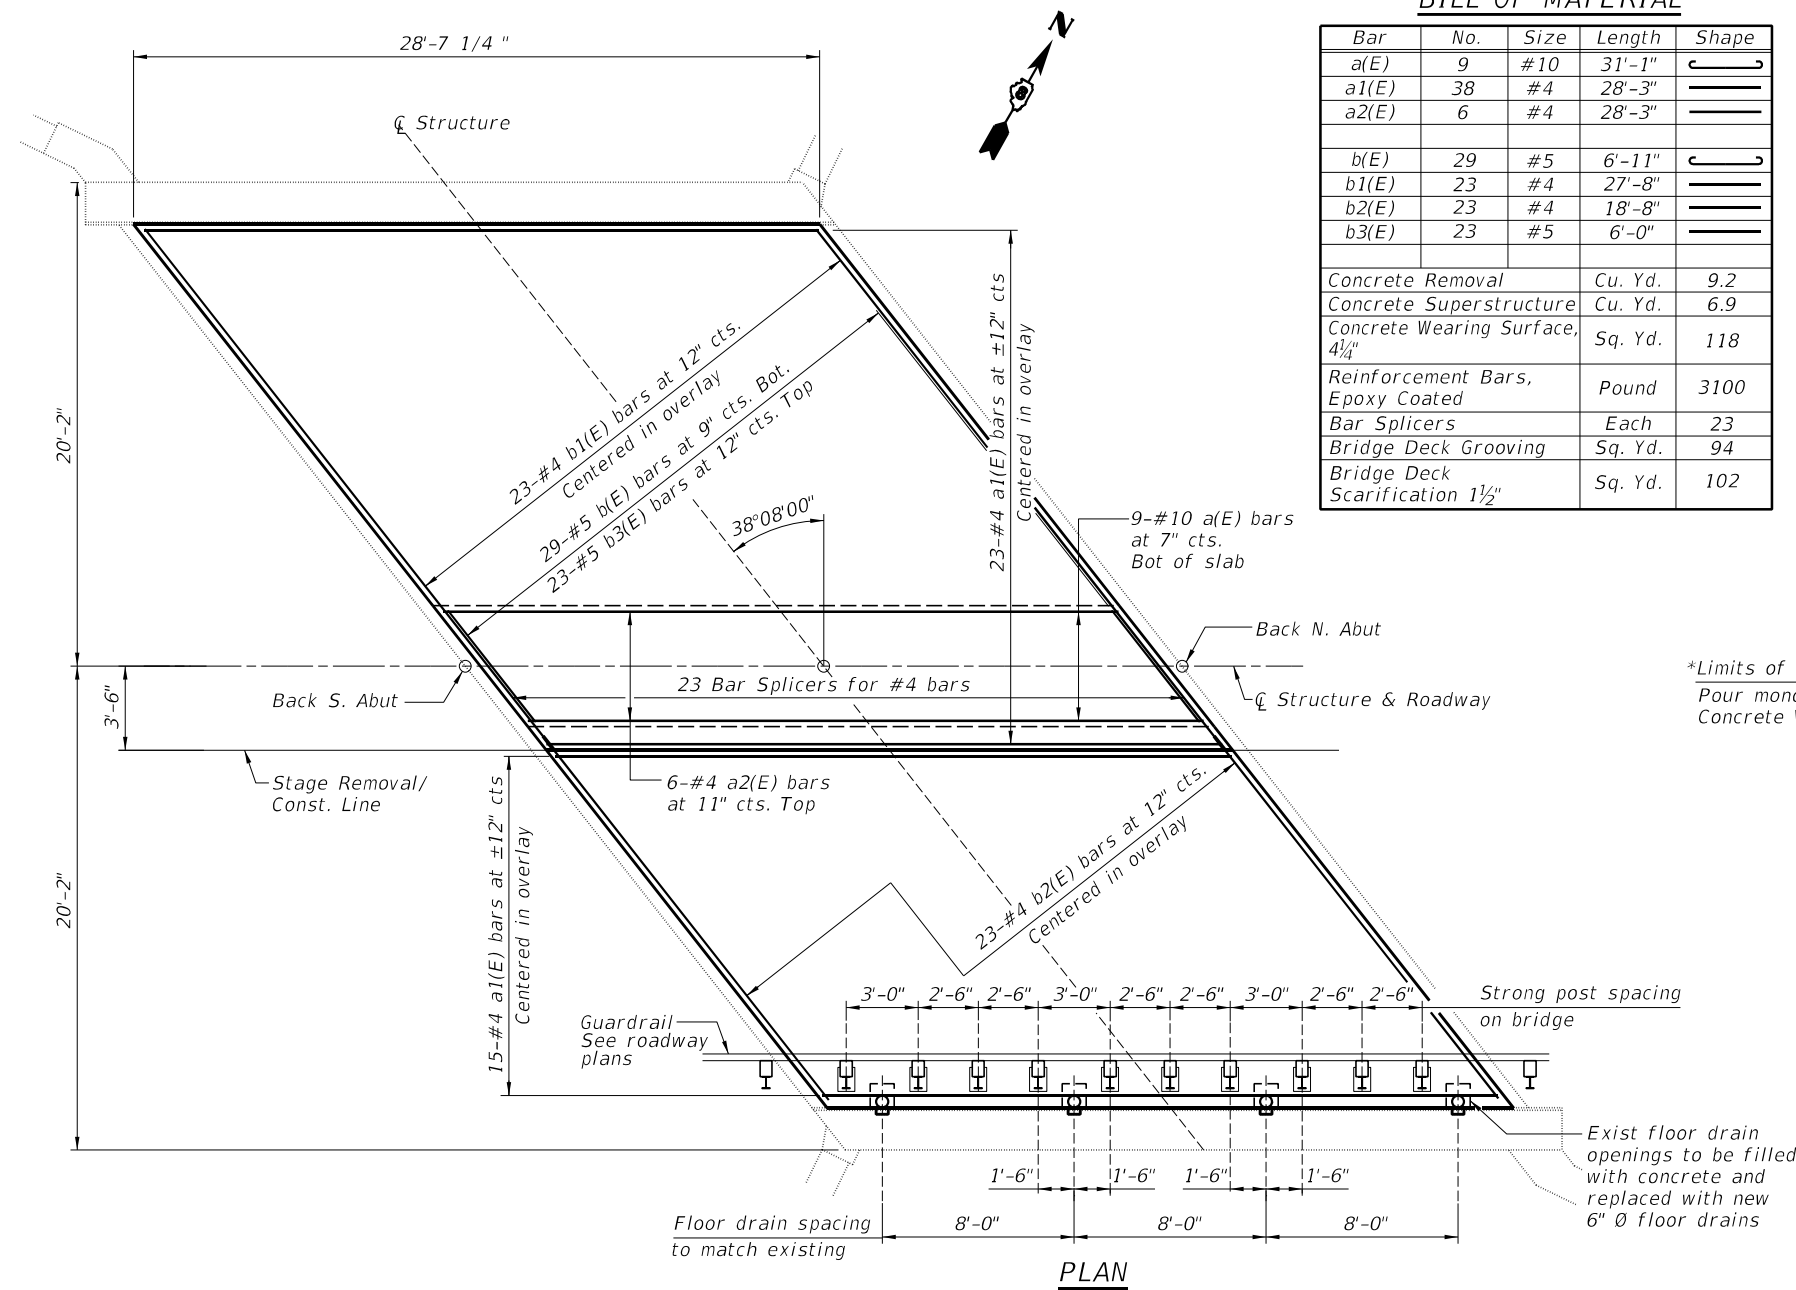 BILL OF MATERIAL
Bar No. Size Length Shape
a(E) 9 #10 31'-1"
a1(E) 38 #4 28'-3"
a2(E) 6 #4 28'-3"
b(E) 29 #5 6'-11"
b1(E) 23 #4 27'-8"
b2(E) 23 #4 18'-8"
b3(E) 23 #5 6'-0"
Concrete Removal Cu. Yd. 9.2
Concrete Superstructure Cu. Yd. 6.9
Concrete Wearing Surface,
4¼" Sq. Yd. 118
Reinforcement Bars,
Epoxy Coated Pound 3100
Bar Splicers Each 23
Bridge Deck Grooving Sq. Yd. 94
Bridge Deck
Scarification 1½" Sq. Yd. 102
28'-7 1/4 "
N
℄ Structure
20'-2"
23-#4 b1(E) bars at 12" cts.
Centered in overlay
29-#5 b(E) bars at 9" cts. Bot.
23-#5 b3(E) bars at 12" cts. Top
38°08'00"
23-#4 a1(E) bars at ±12" cts
Centered in overlay
9-#10 a(E) bars
at 7" cts.
Bot of slab
Back N. Abut
*Limits of
Pour mono
Concrete
Back S. Abut
23 Bar Splicers for #4 bars
℄ Structure & Roadway
3'-6"
Stage Removal/
Const. Line
6-#4 a2(E) bars
at 11" cts. Top
20'-2"
15-#4 a1(E) bars at ±12" cts
Centered in overlay
23-#4 b2(E) bars at 12" cts.
Centered in overlay
3'-0" 2'-6" 2'-6" 3'-0" 2'-6" 2'-6" 3'-0" 2'-6" 2'-6"
Strong post spacing
on bridge
Guardrail
See roadway
plans
Exist floor drain
openings to be filled
with concrete and
replaced with new
6" Ø floor drains
1'-6" 1'-6" 1'-6" 1'-6"
Floor drain spacing
to match existing
8'-0" 8'-0" 8'-0"
PLAN